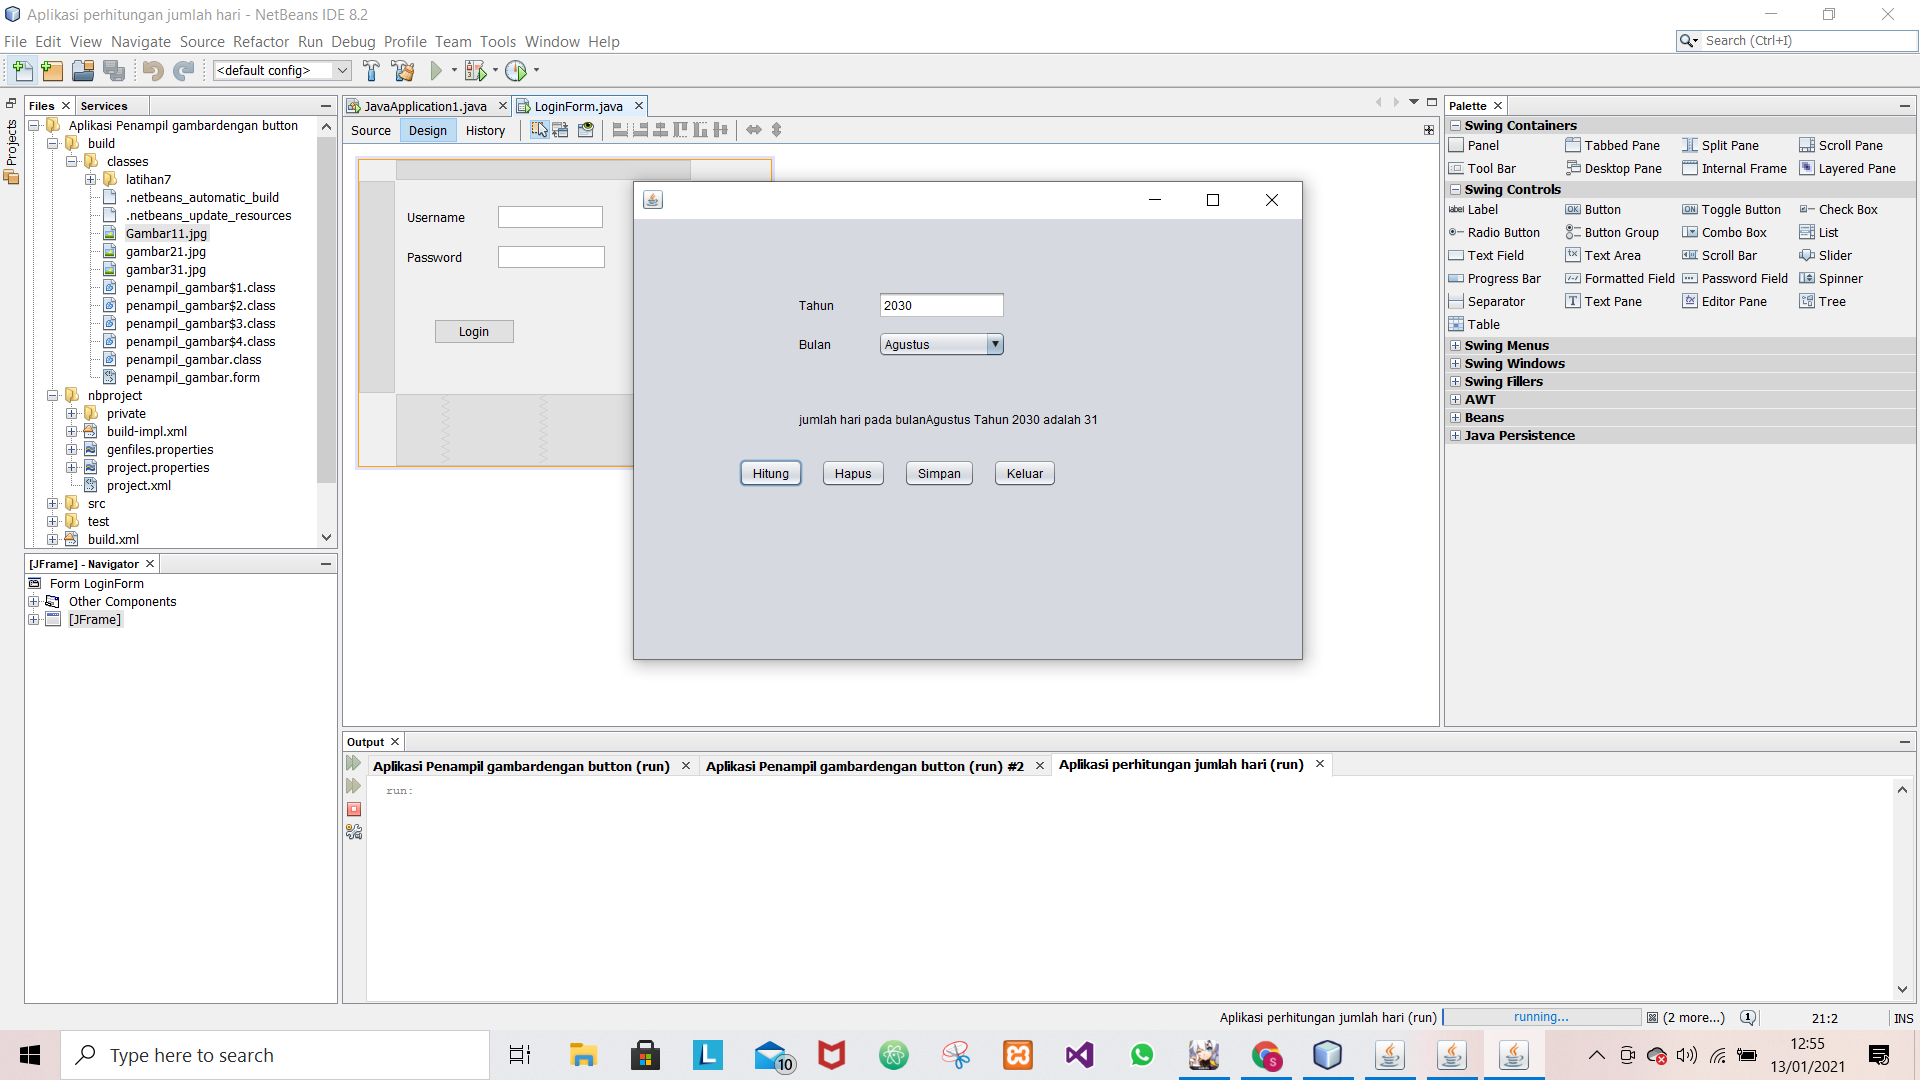 Aplikasi perhitungan jumlah hari - NetBeans IDE 8.2
File Edit View Navigate Source Refactor Run Debug Profile Team Tools Window Help
Search (Ctrl+I)
<default config>
Projects
Files
Services
Aplikasi Penampil gambardengan button
build
classes
latihan7
.netbeans_automatic_build
.netbeans_update_resources
Gambar11.jpg
gambar21.jpg
gambar31.jpg
penampil_gambar$1.class
penampil_gambar$2.class
penampil_gambar$3.class
penampil_gambar$4.class
penampil_gambar.class
penampil_gambar.form
nbproject
private
build-impl.xml
genfiles.properties
project.properties
project.xml
src
test
build.xml
[JFrame] - Navigator
Form LoginForm
Other Components
[JFrame]
JavaApplication1.java
LoginForm.java
Source Design History
Username
Password
Login
Tahun 2030
Bulan Agustus
jumlah hari pada bulanAgustus Tahun 2030 adalah 31
Hitung Hapus Simpan Keluar
Palette
Swing Containers
Panel Tabbed Pane Split Pane Scroll Pane
Tool Bar Desktop Pane Internal Frame Layered Pane
Swing Controls
label Label OK Button ON Toggle Button Check Box
Radio Button Button Group Combo Box List
Text Field Text Area Scroll Bar Slider
Progress Bar Formatted Field Password Field Spinner
Separator Text Pane Editor Pane Tree
Table
Swing Menus
Swing Windows
Swing Fillers
AWT
Beans
Java Persistence
Output
Aplikasi Penampil gambardengan button (run)
Aplikasi Penampil gambardengan button (run) #2
Aplikasi perhitungan jumlah hari (run)
run:
Aplikasi perhitungan jumlah hari (run) running... (2 more...) 1 21:2 INS
Type here to search
L
10
S
12:55
13/01/2021